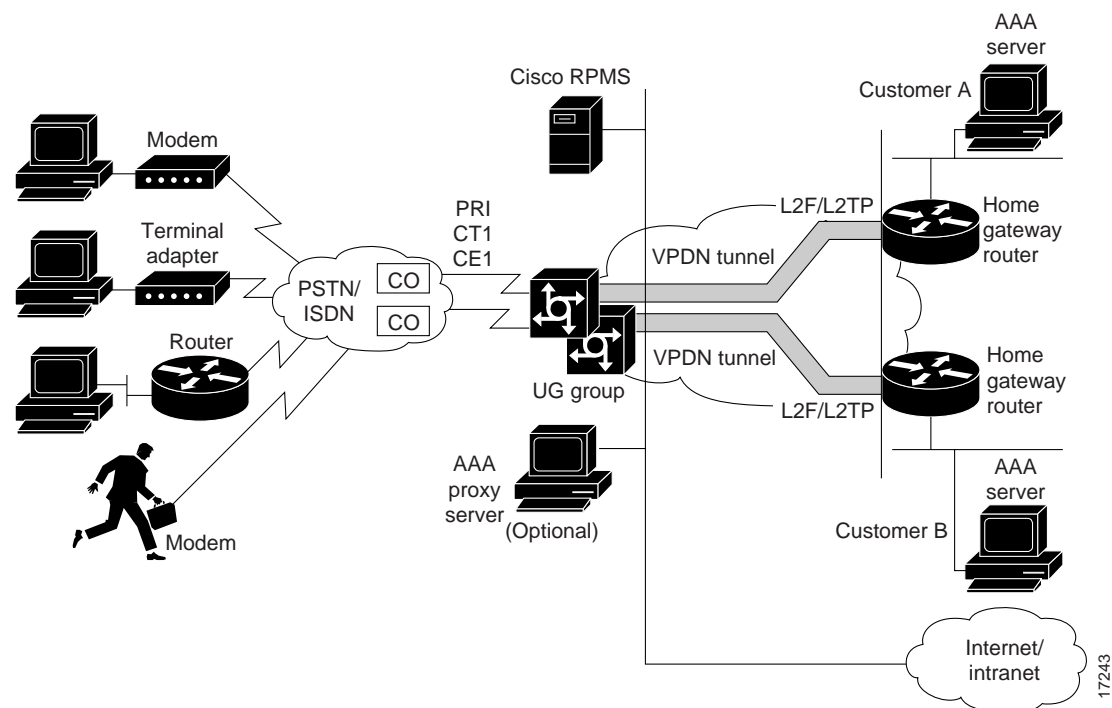 AAA
server
Cisco RPMS
Customer A
Modem
L2F/L2TP
Home
gateway
router
PRI
CT1
CE1
Terminal
adapter
VPDN tunnel
PSTN/
ISDN
CO
CO
Router
VPDN tunnel
Home
gateway
router
UG group
L2F/L2TP
AAA
proxy
server
(Optional)
AAA
server
Customer B
Modem
Internet/
intranet
17243